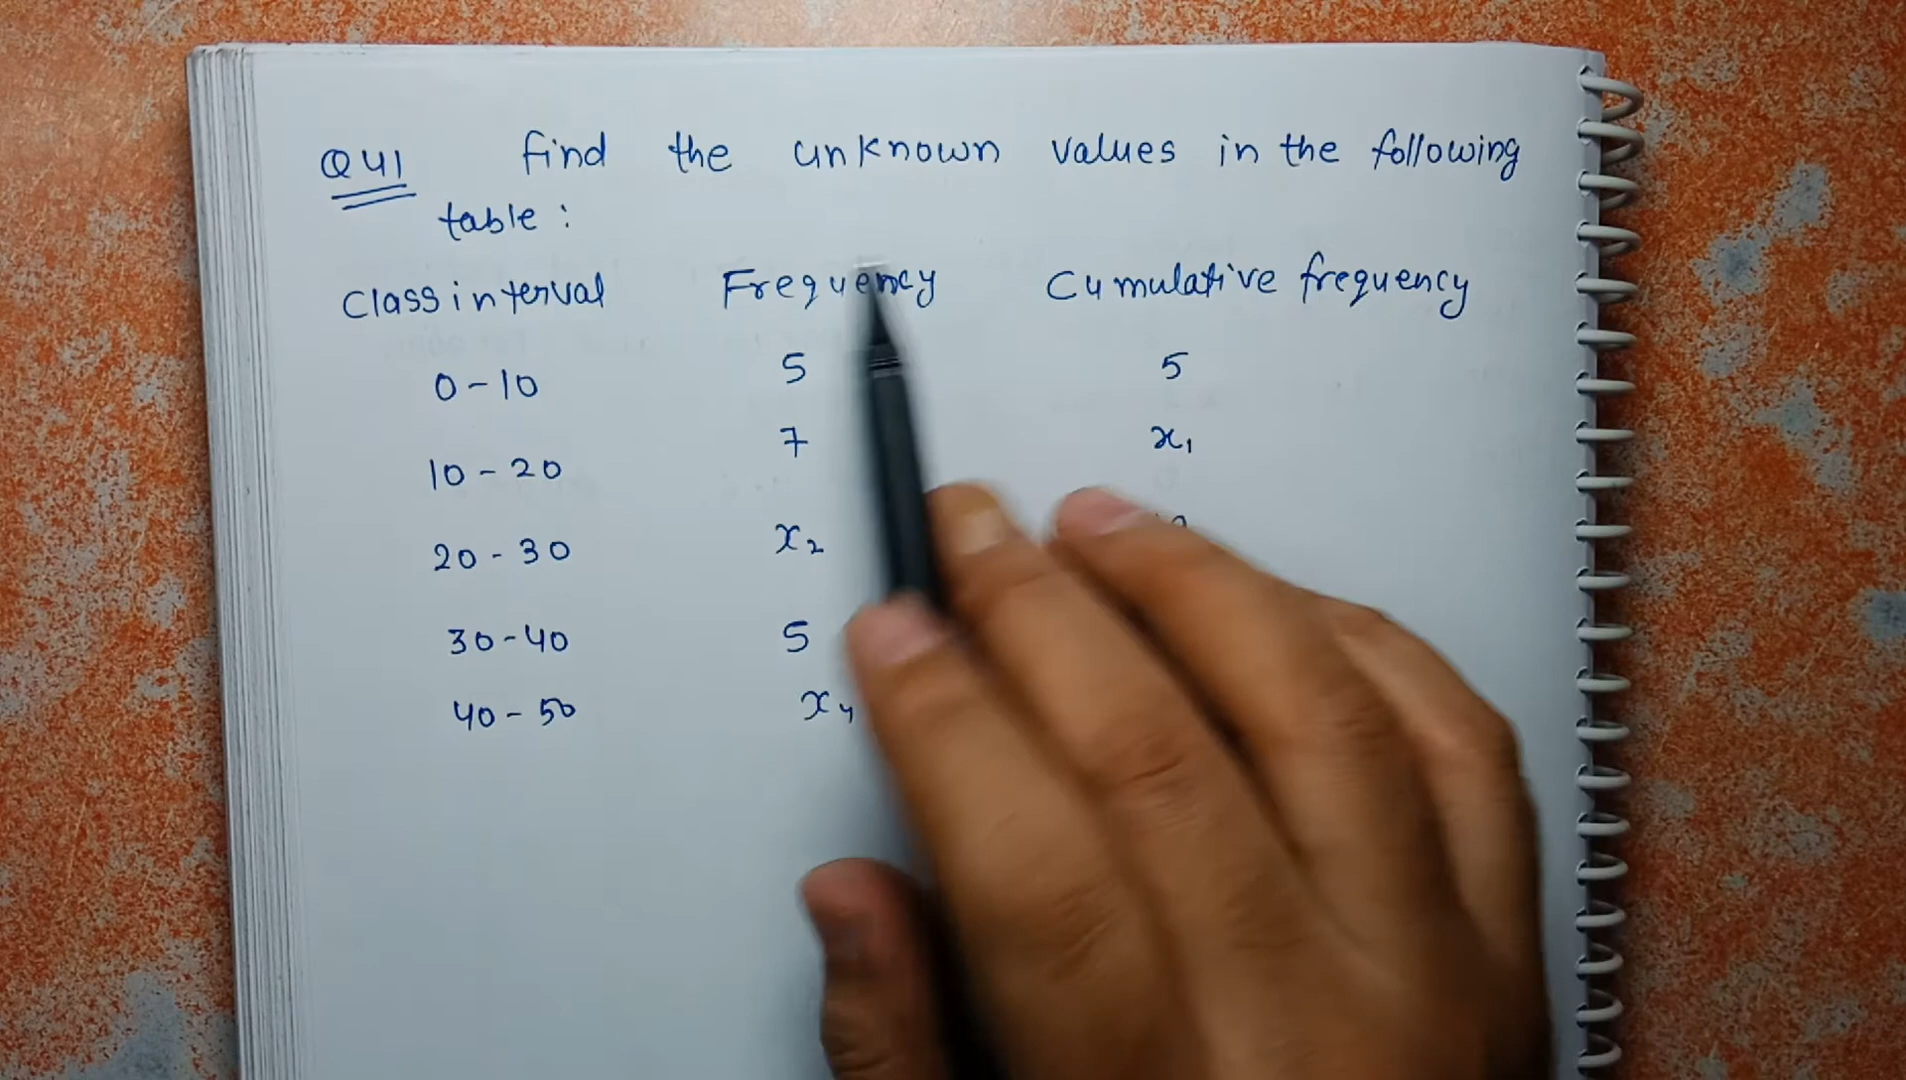 Q41 find the unknown values in the following
table :
Class interval Frequency Cumulative frequency
0 - 10 5 5
10 - 20 7 x₁
20 - 30 x₂
30 - 40 5
40 - 50 x₄